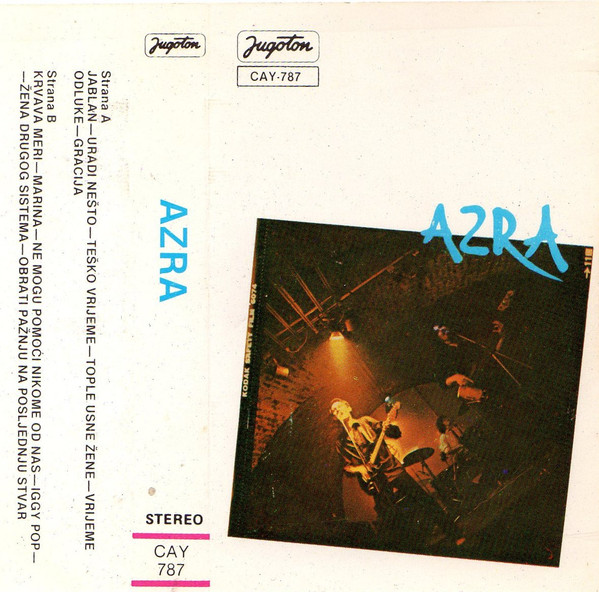 Strana A
JABLAN—URADI NEŠTO—TEŠKO VRIJEME—TOPLE USNE ŽENE—VRIJEME
ODLUKE—GRACIJA
Strana B
KRVAVA MERI—MARINA—NE MOGU POMOĆI NIKOME OD NAS—IGGY POP—
—ŽENA DRUGOG SISTEMA—OBRATI PAŽNJU NA POSLJEDNJU STVAR
Jugoton
AZRA
STEREO
CAY
787
Jugoton
CAY-787
AZRA
KODAK SAFETY FILM 6074